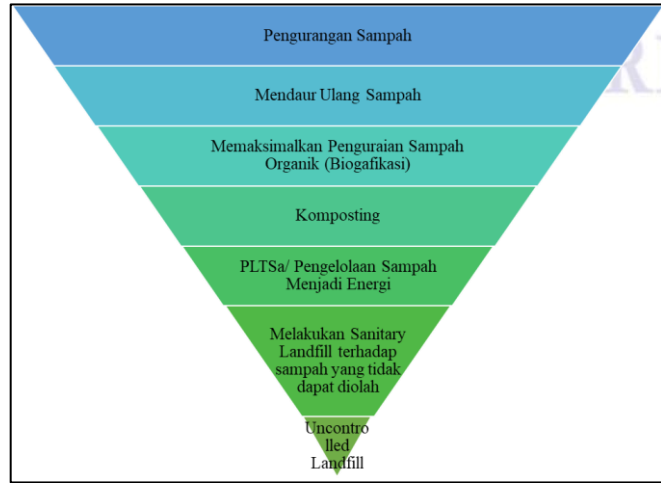 Pengurangan Sampah
Mendaur Ulang Sampah
Memaksimalkan Penguraian Sampah
Organik (Biogafikasi)
Komposting
PLTSa/ Pengelolaan Sampah
Menjadi Energi
Melakukan Sanitary
Landfill terhadap
sampah yang tidak
dapat diolah
Uncontro
lled
Landfill